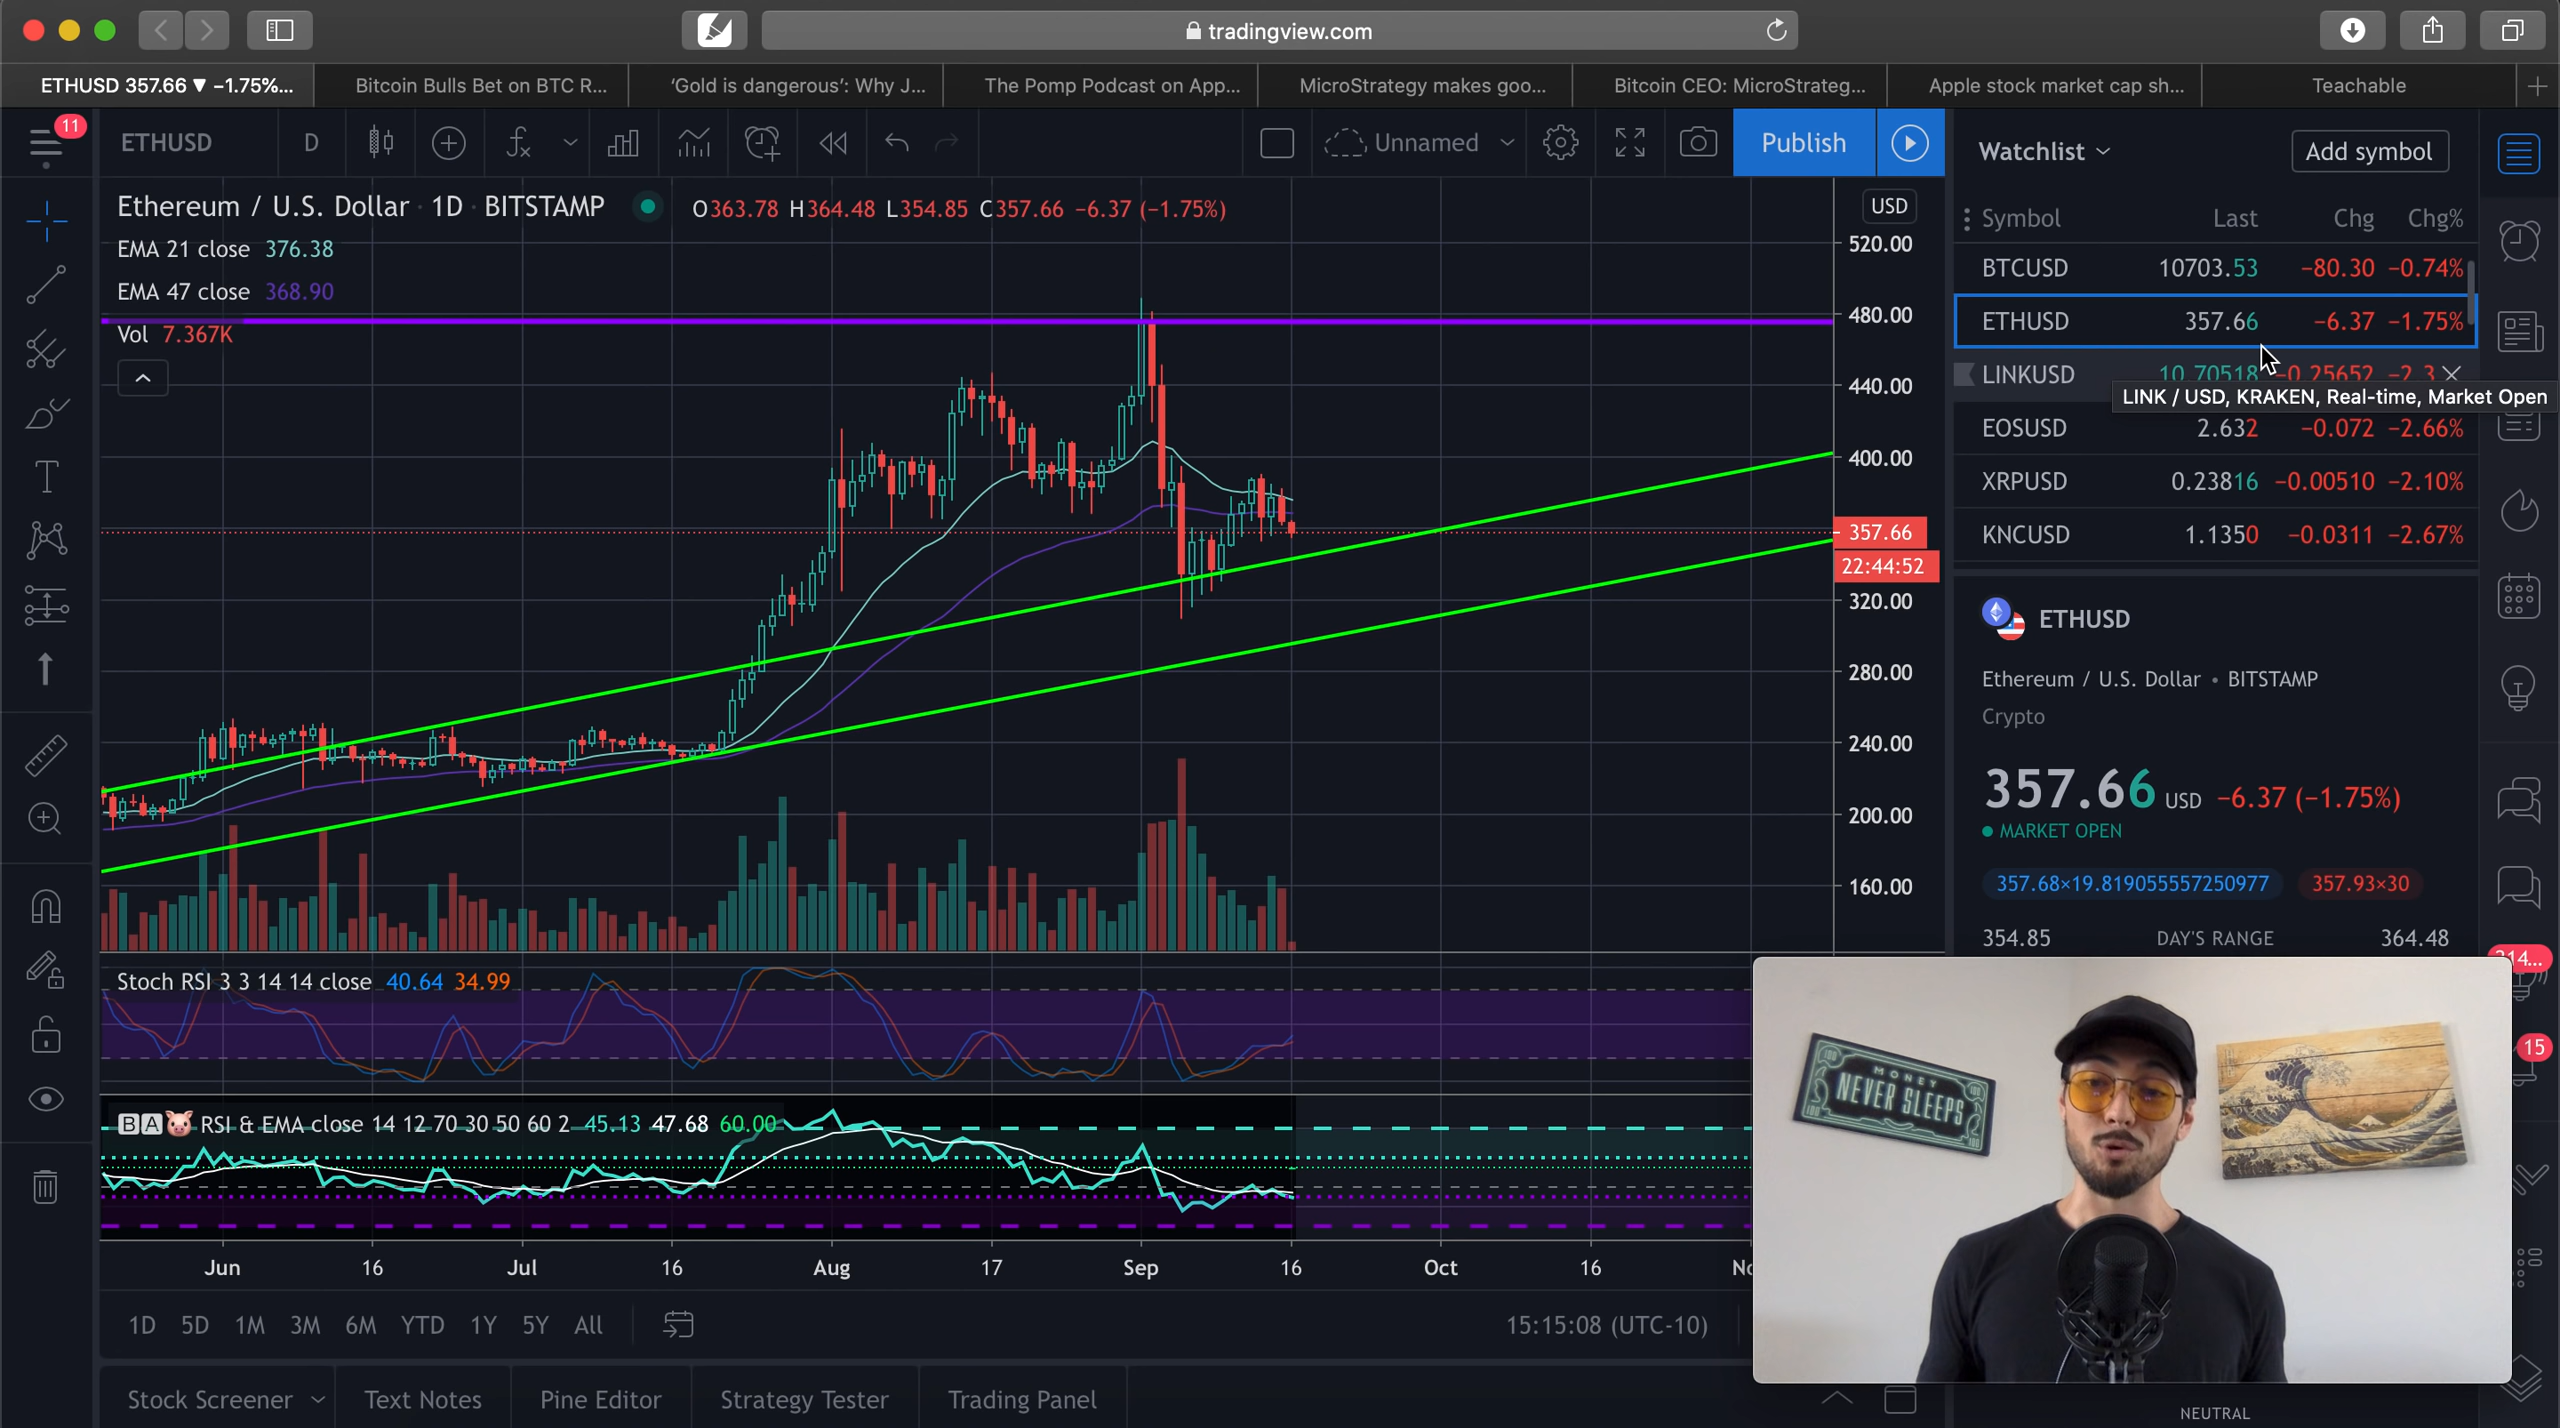 tradingview.com
ETHUSD 357.66 ▼ −1.75%...
Bitcoin Bulls Bet on BTC R...
‘Gold is dangerous’: Why J...
The Pomp Podcast on App...
MicroStrategy makes goo...
Bitcoin CEO: MicroStrateg...
Apple stock market cap sh...
Teachable
11
ETHUSD
D
Unnamed
Publish
Watchlist
Add symbol
Ethereum / U.S. Dollar · 1D · BITSTAMP
O363.78 H364.48 L354.85 C357.66 −6.37 (−1.75%)
EMA 21 close 376.38
EMA 47 close 368.90
Vol 7.367K
USD
520.00
480.00
440.00
400.00
357.66
22:44:52
320.00
280.00
240.00
200.00
160.00
Symbol Last Chg Chg%
BTCUSD 10703.53 −80.30 −0.74%
ETHUSD 357.66 −6.37 −1.75%
LINKUSD 10.70518 −0.25652 −2.3
LINK / USD, KRAKEN, Real-time, Market Open
EOSUSD 2.632 −0.072 −2.66%
XRPUSD 0.23816 −0.00510 −2.10%
KNCUSD 1.1350 −0.0311 −2.67%
ETHUSD
Ethereum / U.S. Dollar • BITSTAMP
Crypto
357.66 USD −6.37 (−1.75%)
MARKET OPEN
357.68×19.819055557250977 357.93×30
354.85 DAY'S RANGE 364.48
Stoch RSI 3 3 14 14 close 40.64 34.99
BA RSI & EMA close 14 12 70 30 50 60 2 45.13 47.68 60.00
Jun 16 Jul 16 Aug 17 Sep 16 Oct 16
1D 5D 1M 3M 6M YTD 1Y 5Y All
15:15:08 (UTC-10)
Stock Screener
Text Notes
Pine Editor
Strategy Tester
Trading Panel
15
100
100
MONEY
NEVER SLEEPS
NEUTRAL